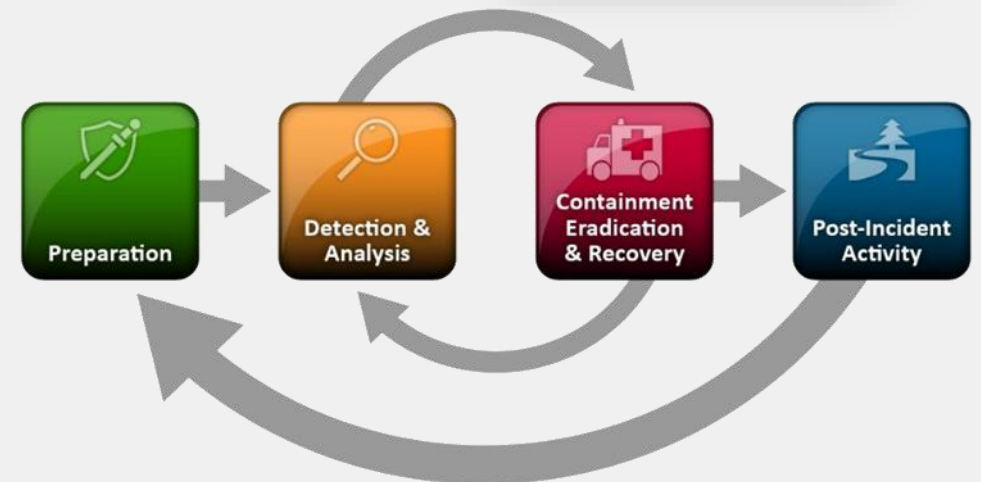 Preparation
Detection &
Analysis
Containment
Eradication
& Recovery
Post-Incident
Activity